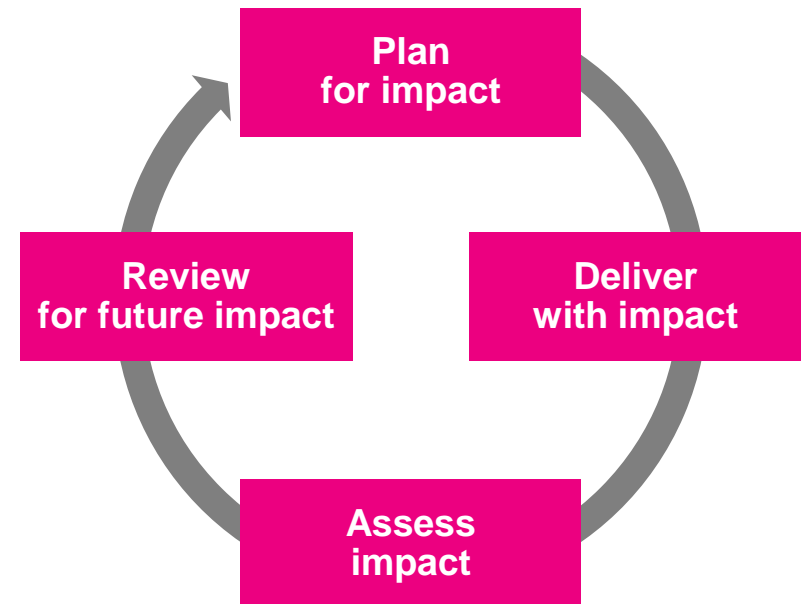 Plan
for impact
Deliver
with impact
Assess
impact
Review
for future impact